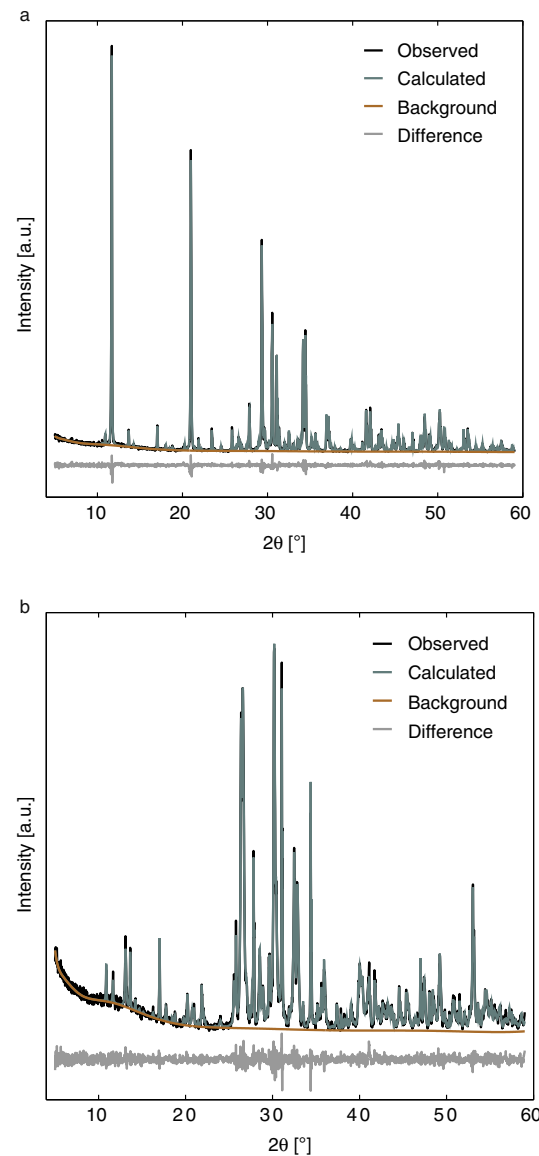 a
Observed
Calculated
Background
Difference
Intensity [a.u.]
10 20 30 40 50 60
2θ [°]
b
Observed
Calculated
Background
Difference
Intensity [a.u.]
10 20 30 40 50 60
2θ [°]